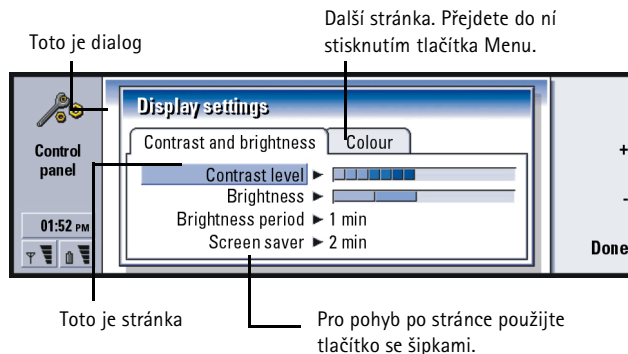 Další stránka. Přejdete do ní
stisknutím tlačítka Menu.
Toto je dialog
Display settings
Contrast and brightness
Colour
Control
panel
Contrast level
Brightness
Brightness period 1 min
Screen saver 2 min
01:52 PM
+
-
Done
Toto je stránka
Pro pohyb po stránce použijte
tlačítko se šipkami.